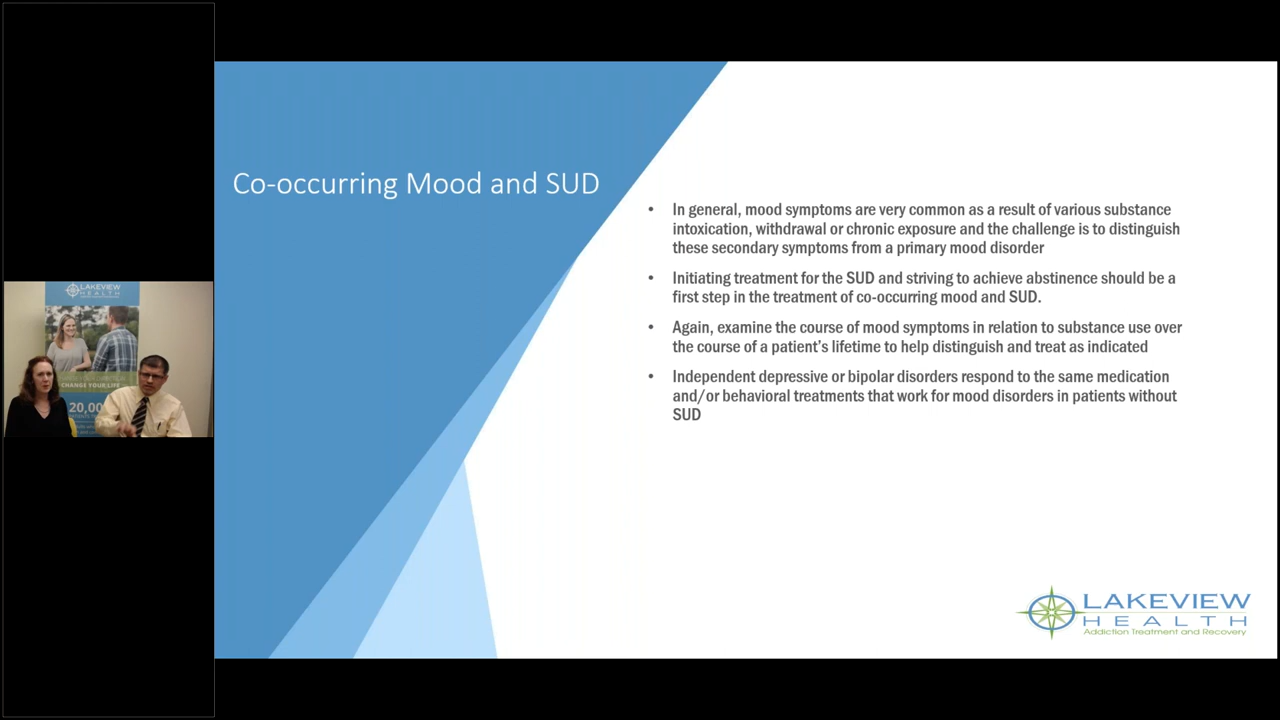 Co-occurring Mood and SUD
• In general, mood symptoms are very common as a result of various substance
intoxication, withdrawal or chronic exposure and the challenge is to distinguish
these secondary symptoms from a primary mood disorder
• Initiating treatment for the SUD and striving to achieve abstinence should be a
first step in the treatment of co-occurring mood and SUD.
• Again, examine the course of mood symptoms in relation to substance use over
the course of a patient's lifetime to help distinguish and treat as indicated
• Independent depressive or bipolar disorders respond to the same medication
and/or behavioral treatments that work for mood disorders in patients without
SUD
LAKEVIEW
HEALTH
CHANGE YOUR LIFE
20,00
LAKEVIEW
HEALTH
Addiction Treatment and Recovery